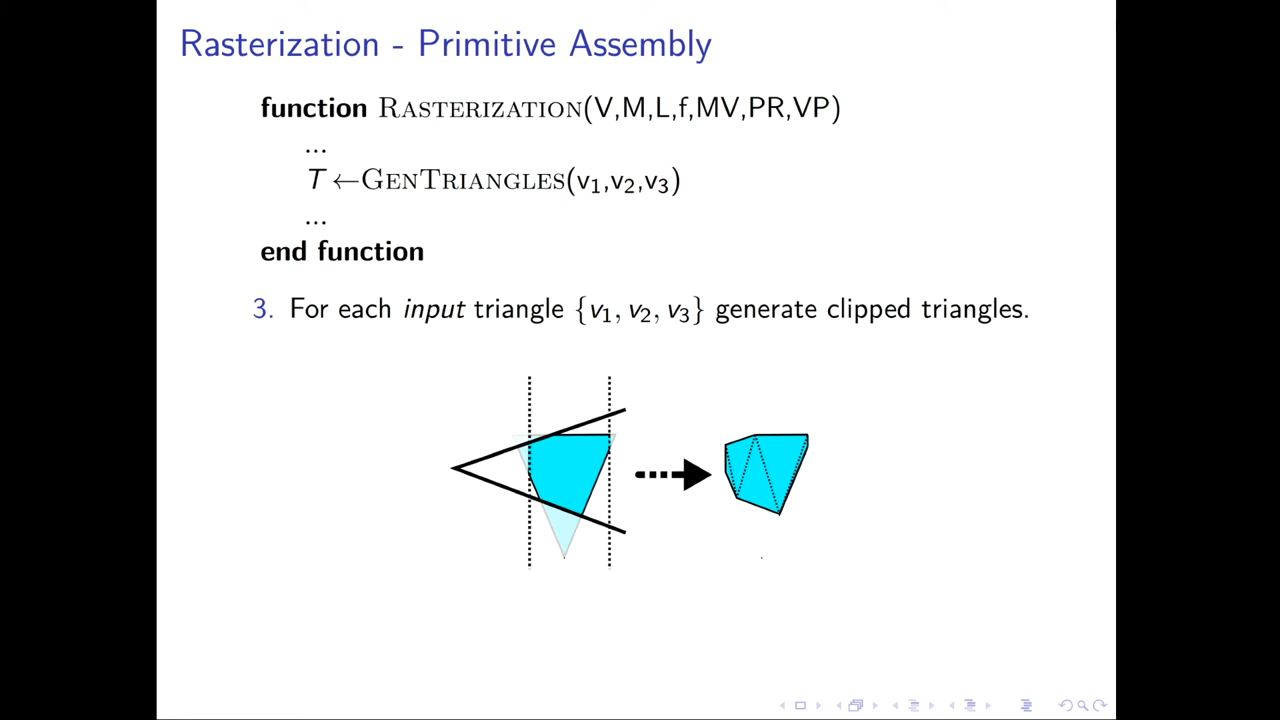 Rasterization - Primitive Assembly
function RASTERIZATION(V,M,L,f,MV,PR,VP)
...
T ←GENTRIANGLES(v₁,v₂,v₃)
...
end function
3. For each input triangle {v₁, v₂, v₃} generate clipped triangles.